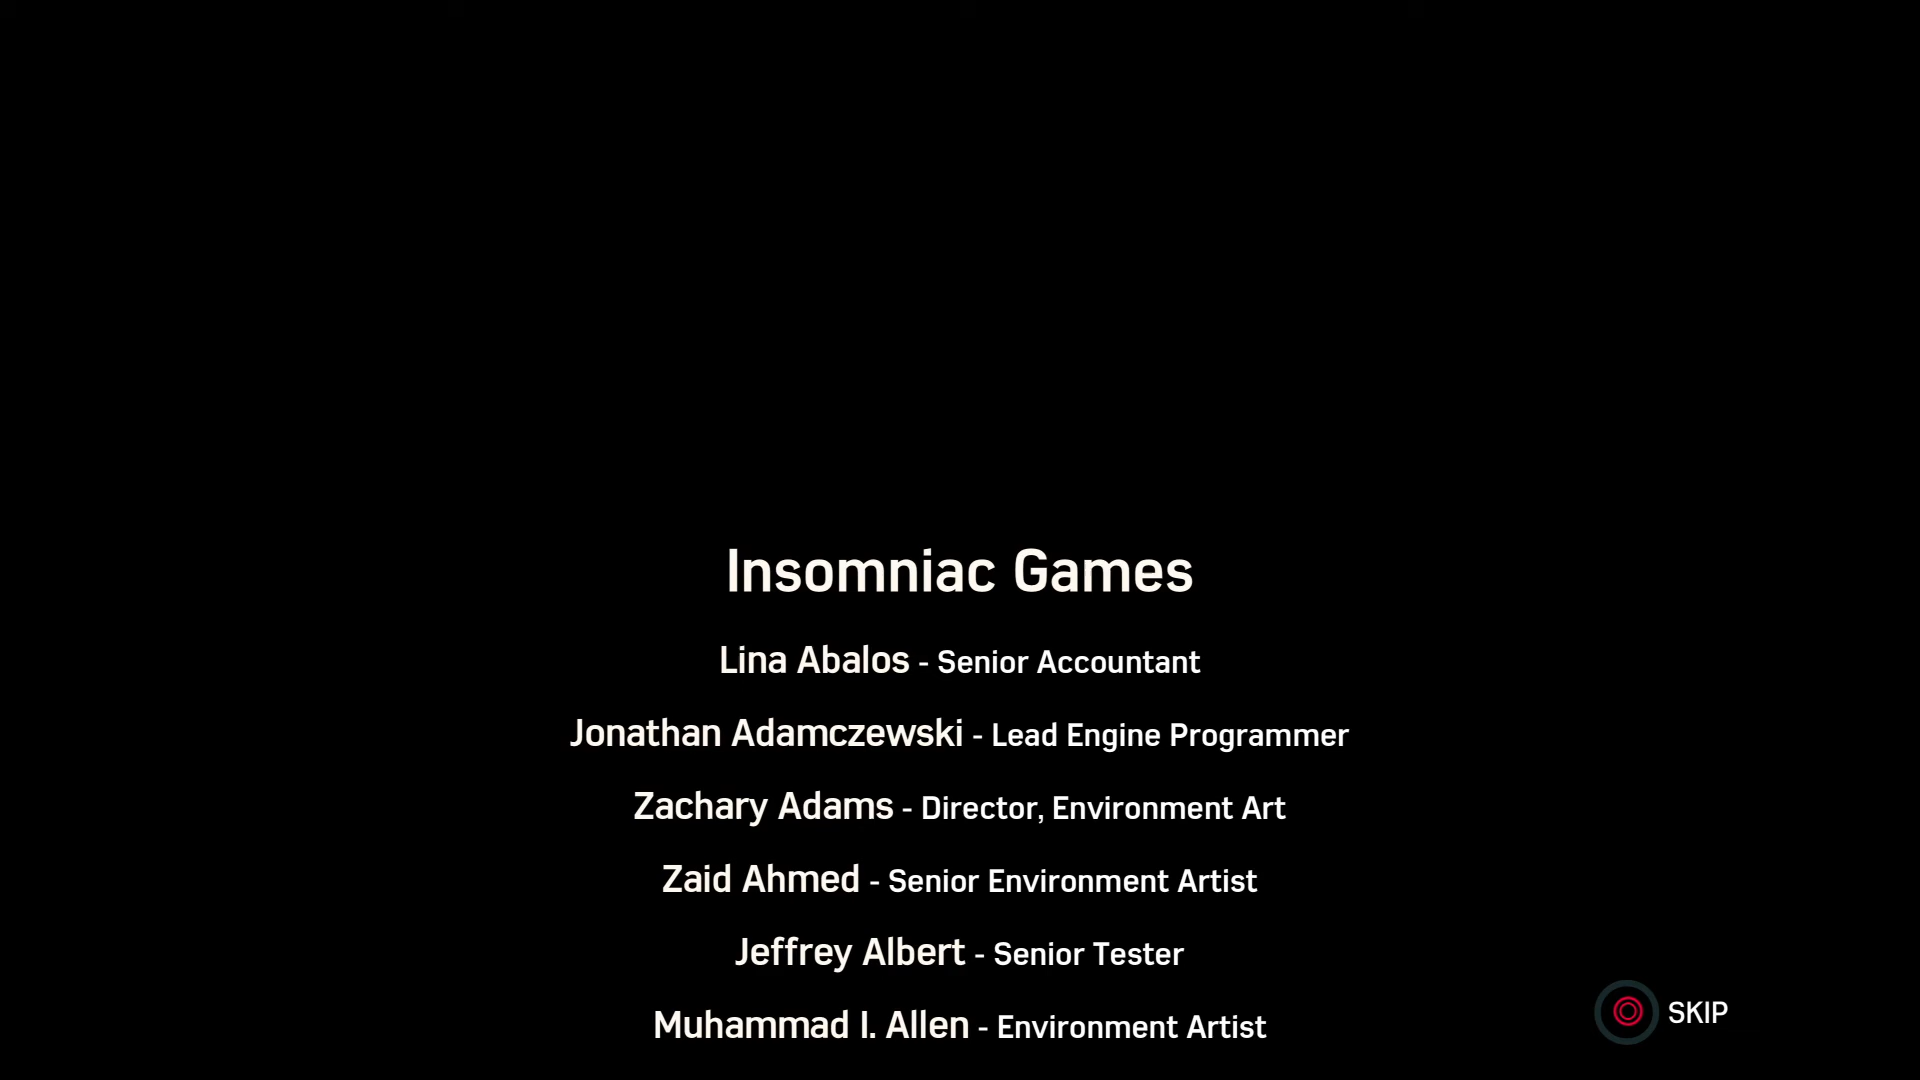 Insomniac Games
Lina Abalos - Senior Accountant
Jonathan Adamczewski - Lead Engine Programmer
Zachary Adams - Director, Environment Art
Zaid Ahmed - Senior Environment Artist
Jeffrey Albert - Senior Tester
Muhammad I. Allen - Environment Artist
SKIP